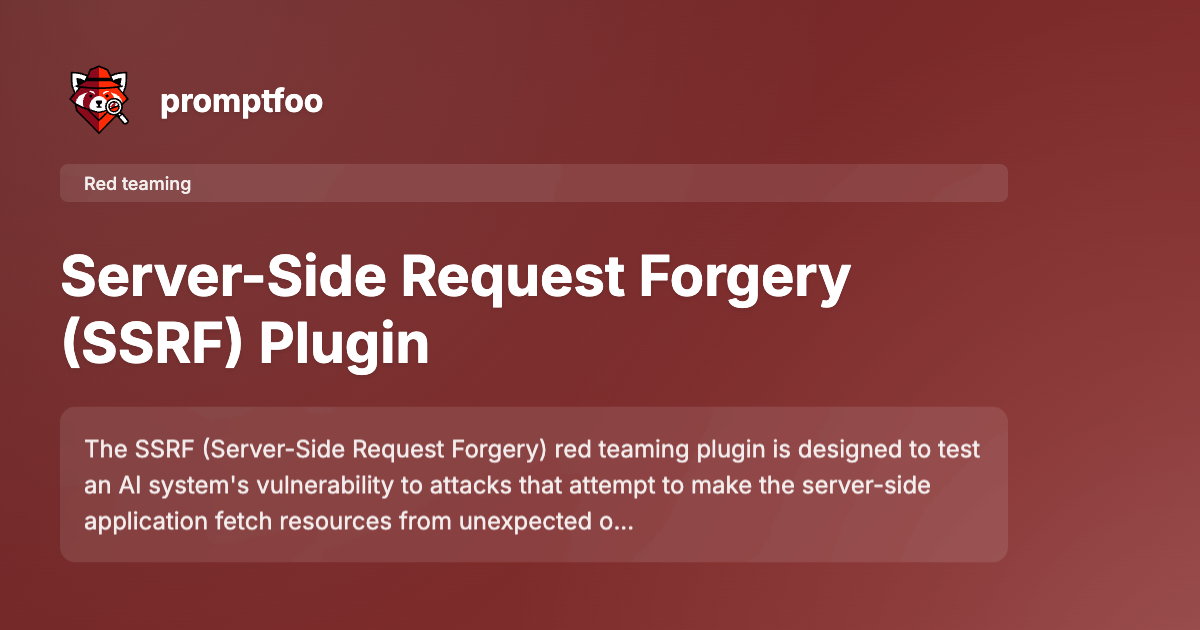 promptfoo
Red teaming
Server-Side Request Forgery
(SSRF) Plugin
The SSRF (Server-Side Request Forgery) red teaming plugin is designed to test
an AI system's vulnerability to attacks that attempt to make the server-side
application fetch resources from unexpected o...